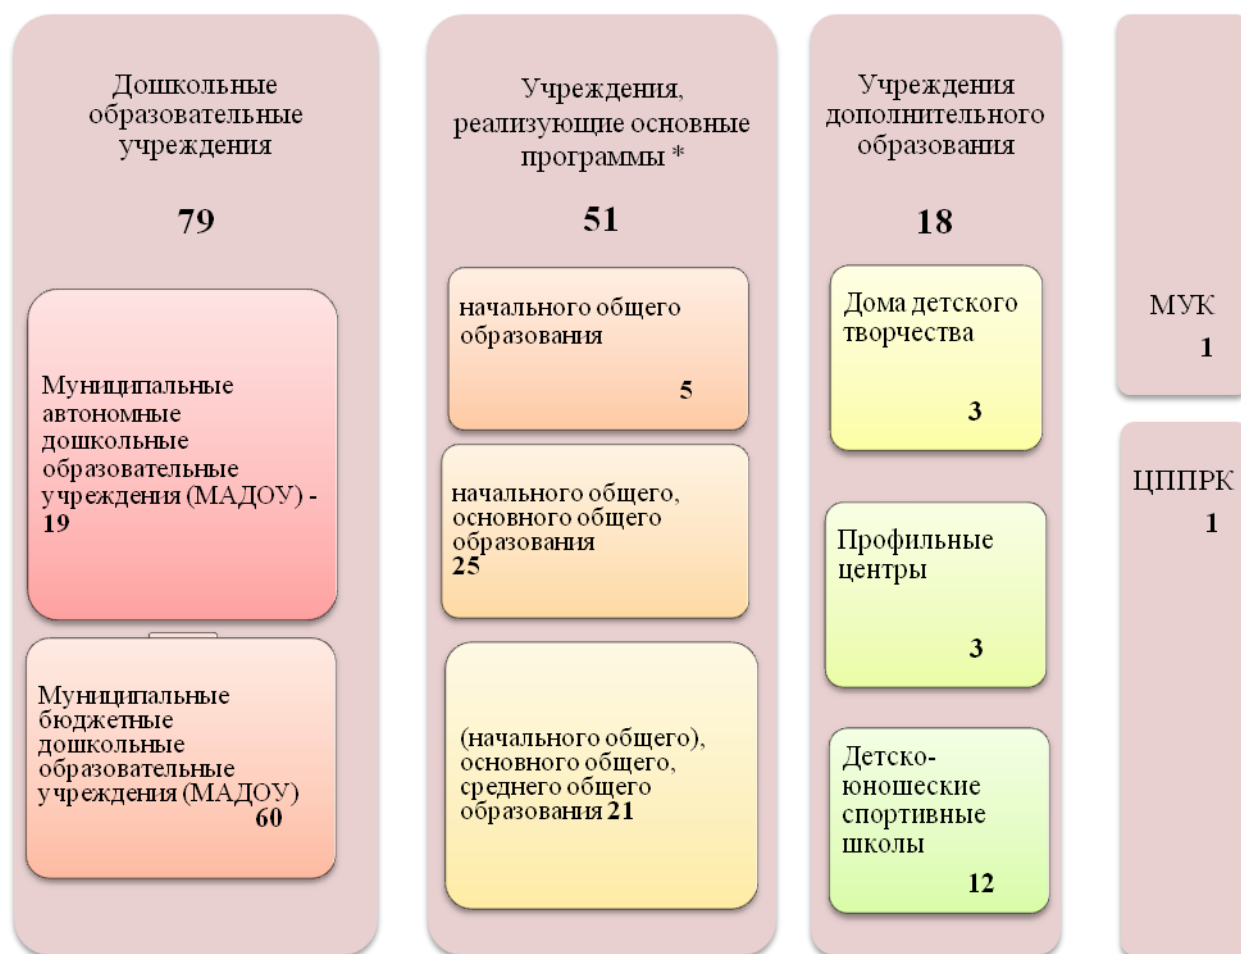 Дошкольные
образовательные
учреждения
79
Муниципальные
автономные
дошкольные
образовательные
учреждения (МАДОУ) -
19
Муниципальные
бюджетные
дошкольные
образовательные
учреждения (МАДОУ)
60
Учреждения,
реализующие основные
программы *
51
начального общего
образования
5
начального общего,
основного общего
образования
25
(начального общего),
основного общего,
среднего общего
образования 21
Учреждения
дополнительного
образования
18
Дома детского
творчества
3
Профильные
центры
3
Детско-
юношеские
спортивные
школы
12
МУК
1
ЦППРК
1